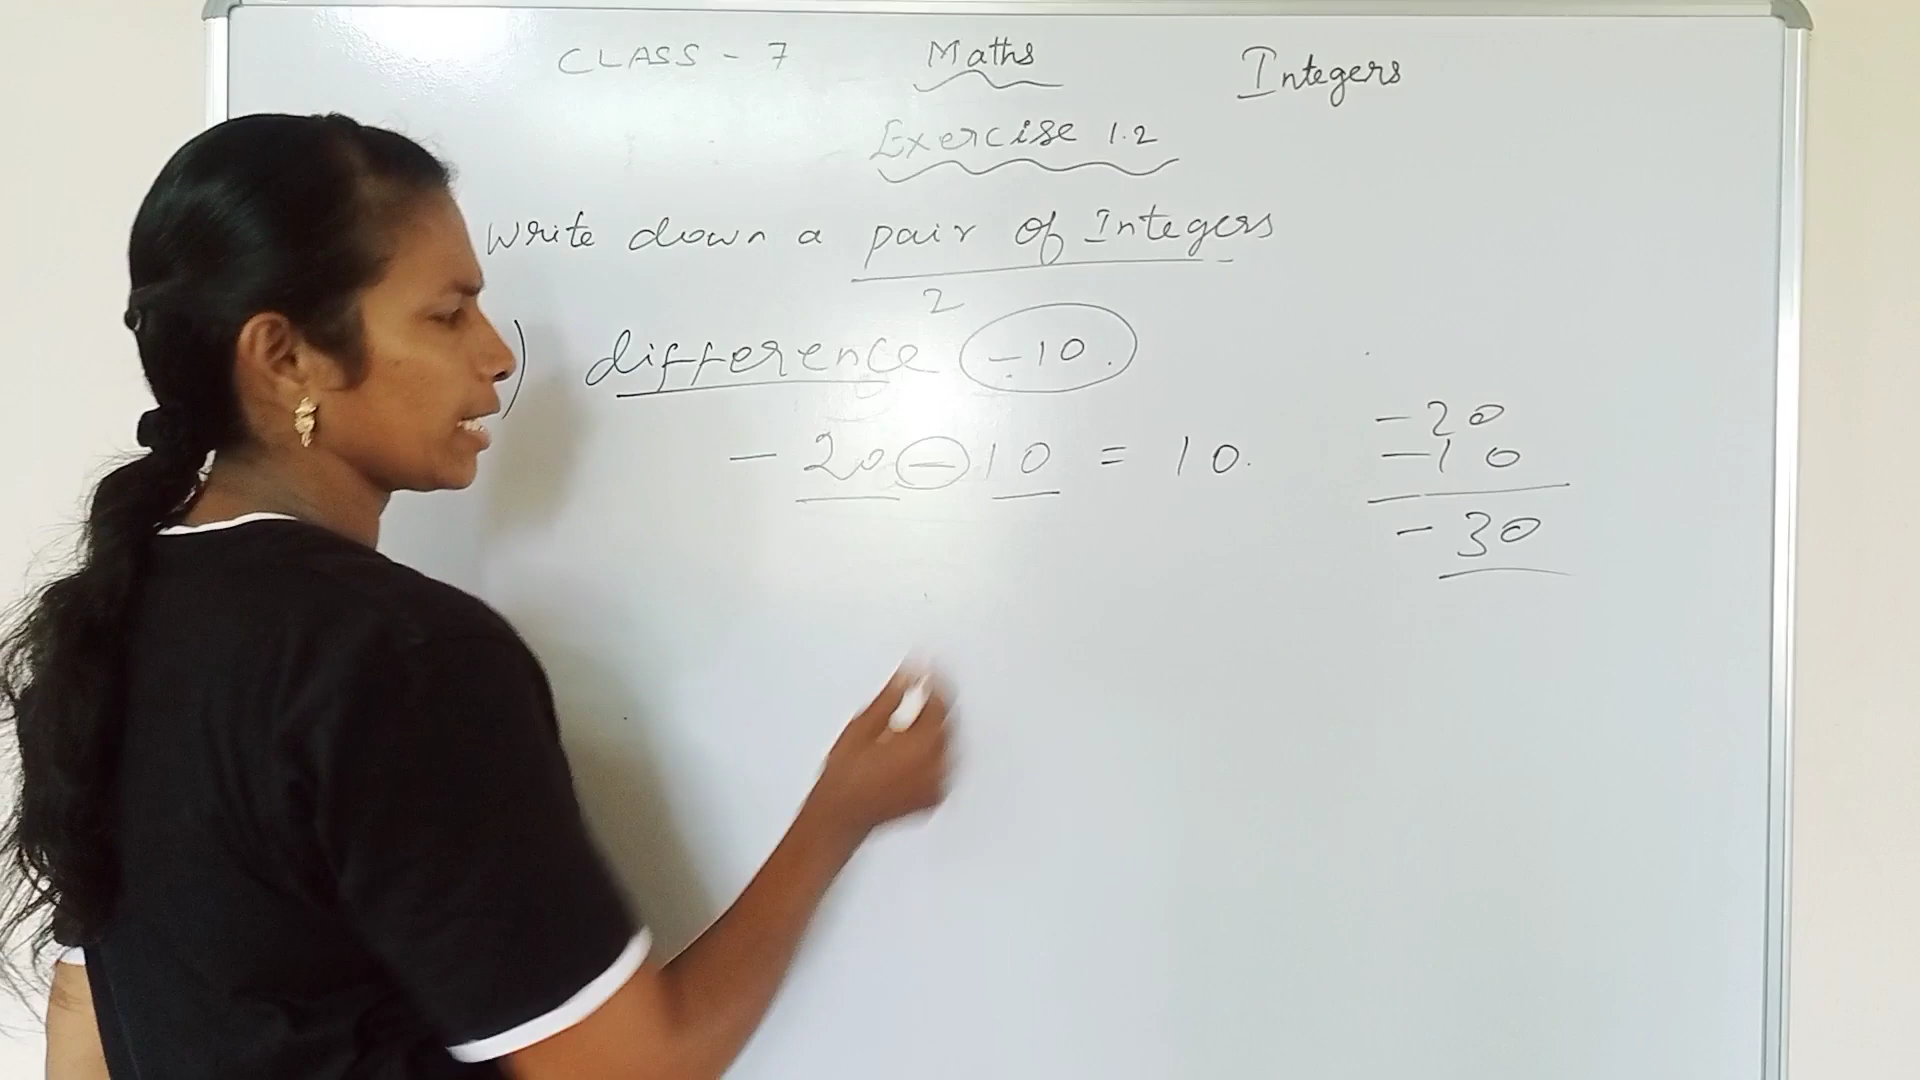 CLASS - 7 Maths Integers
Exercise 1.2
Write down a pair of Integers
2
) difference -10.
- 20 - 10 = 10.
-20
-10
-30